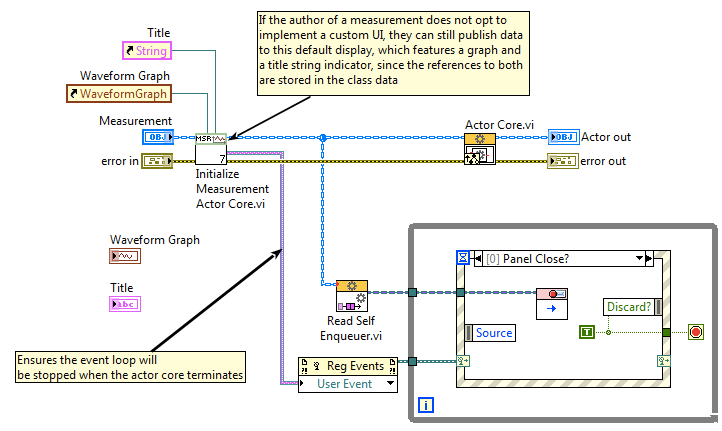 Title
String
Waveform Graph
WaveformGraph
If the author of a measurement does not opt to
implement a custom UI, they can still publish data
to this default display, which features a graph and
a title string indicator, since the references to both
are stored in the class data
Measurement
OBJ
error in
MSR
7
Initialize
Measurement
Actor Core.vi
Actor Core.vi
OBJ
Actor out
error out
Waveform Graph
Title
abc
Read Self
Enqueuer.vi
Ensures the event loop will
be stopped when the actor core terminates
Reg Events
User Event
[0] Panel Close?
Source
Discard?
T
i